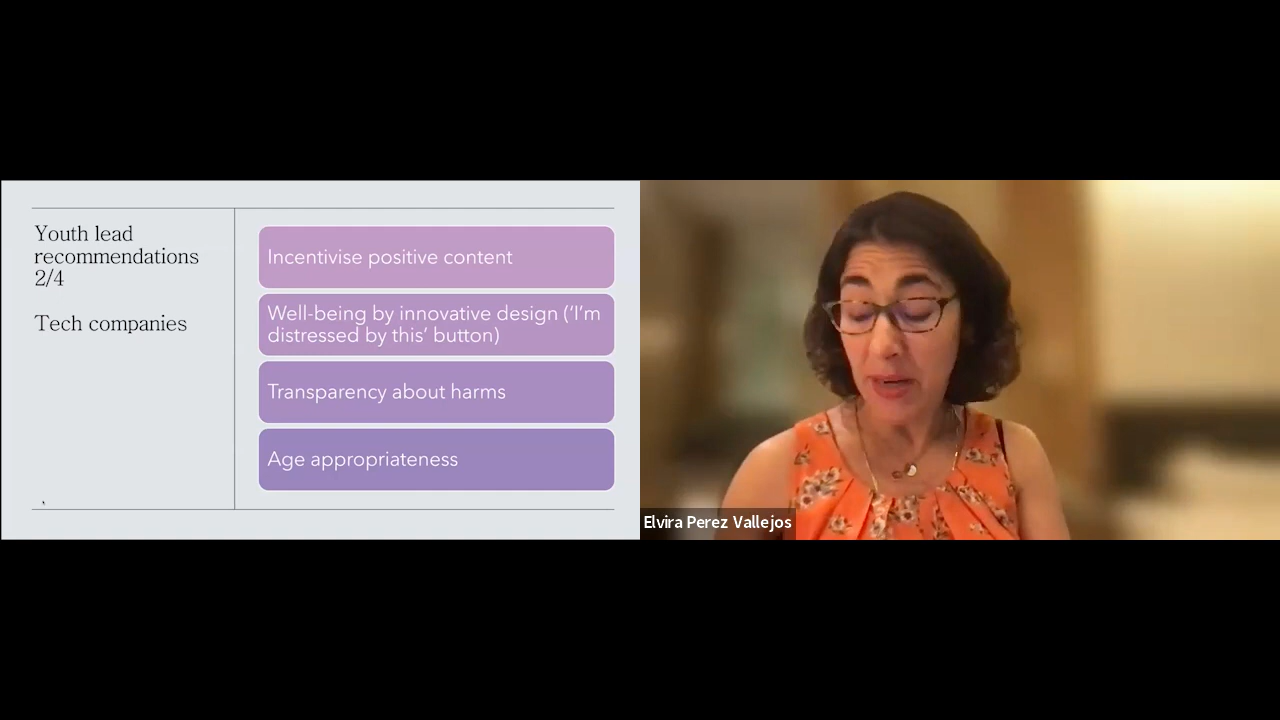 Youth lead
recommendations
2/4
Tech companies
Incentivise positive content
Well-being by innovative design (‘I’m
distressed by this’ button)
Transparency about harms
Age appropriateness
Elvira Perez Vallejos